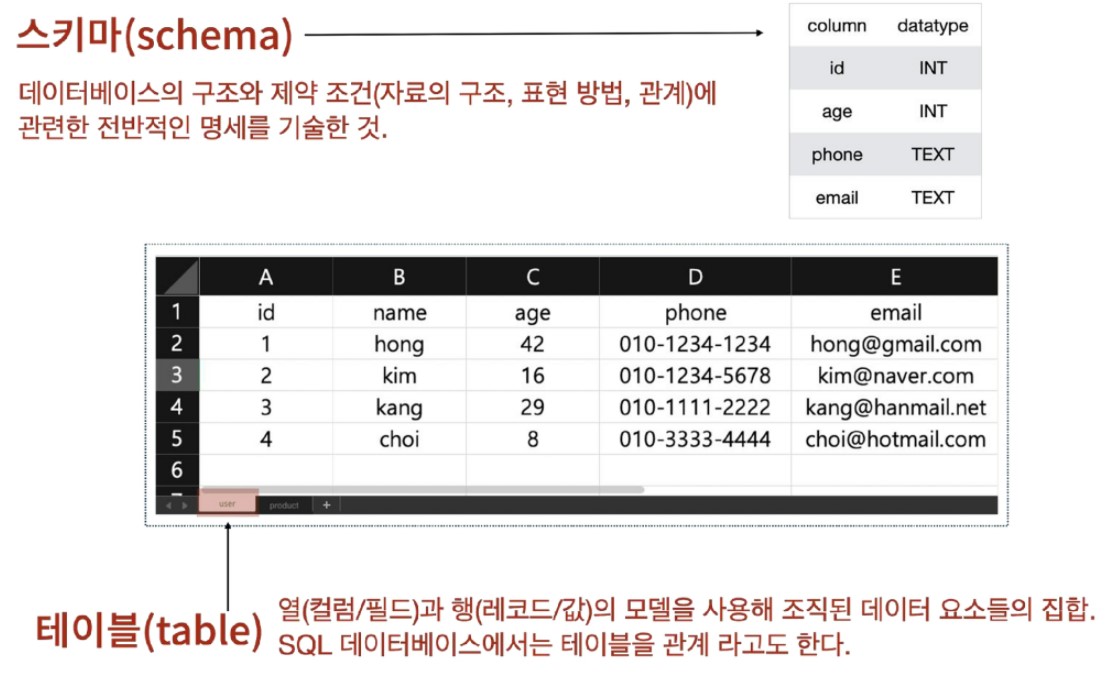 스키마(schema)
데이터베이스의 구조와 제약 조건(자료의 구조, 표현 방법, 관계)에
관련한 전반적인 명세를 기술한 것.
column datatype
id INT
age INT
phone TEXT
email TEXT
A B C D E
1 id name age phone email
2 1 hong 42 010-1234-1234 hong@gmail.com
3 2 kim 16 010-1234-5678 kim@naver.com
4 3 kang 29 010-1111-2222 kang@hanmail.net
5 4 choi 8 010-3333-4444 choi@hotmail.com
6
user product +
테이블(table)
열(컬럼/필드)과 행(레코드/값)의 모델을 사용해 조직된 데이터 요소들의 집합.
SQL 데이터베이스에서는 테이블을 관계 라고도 한다.